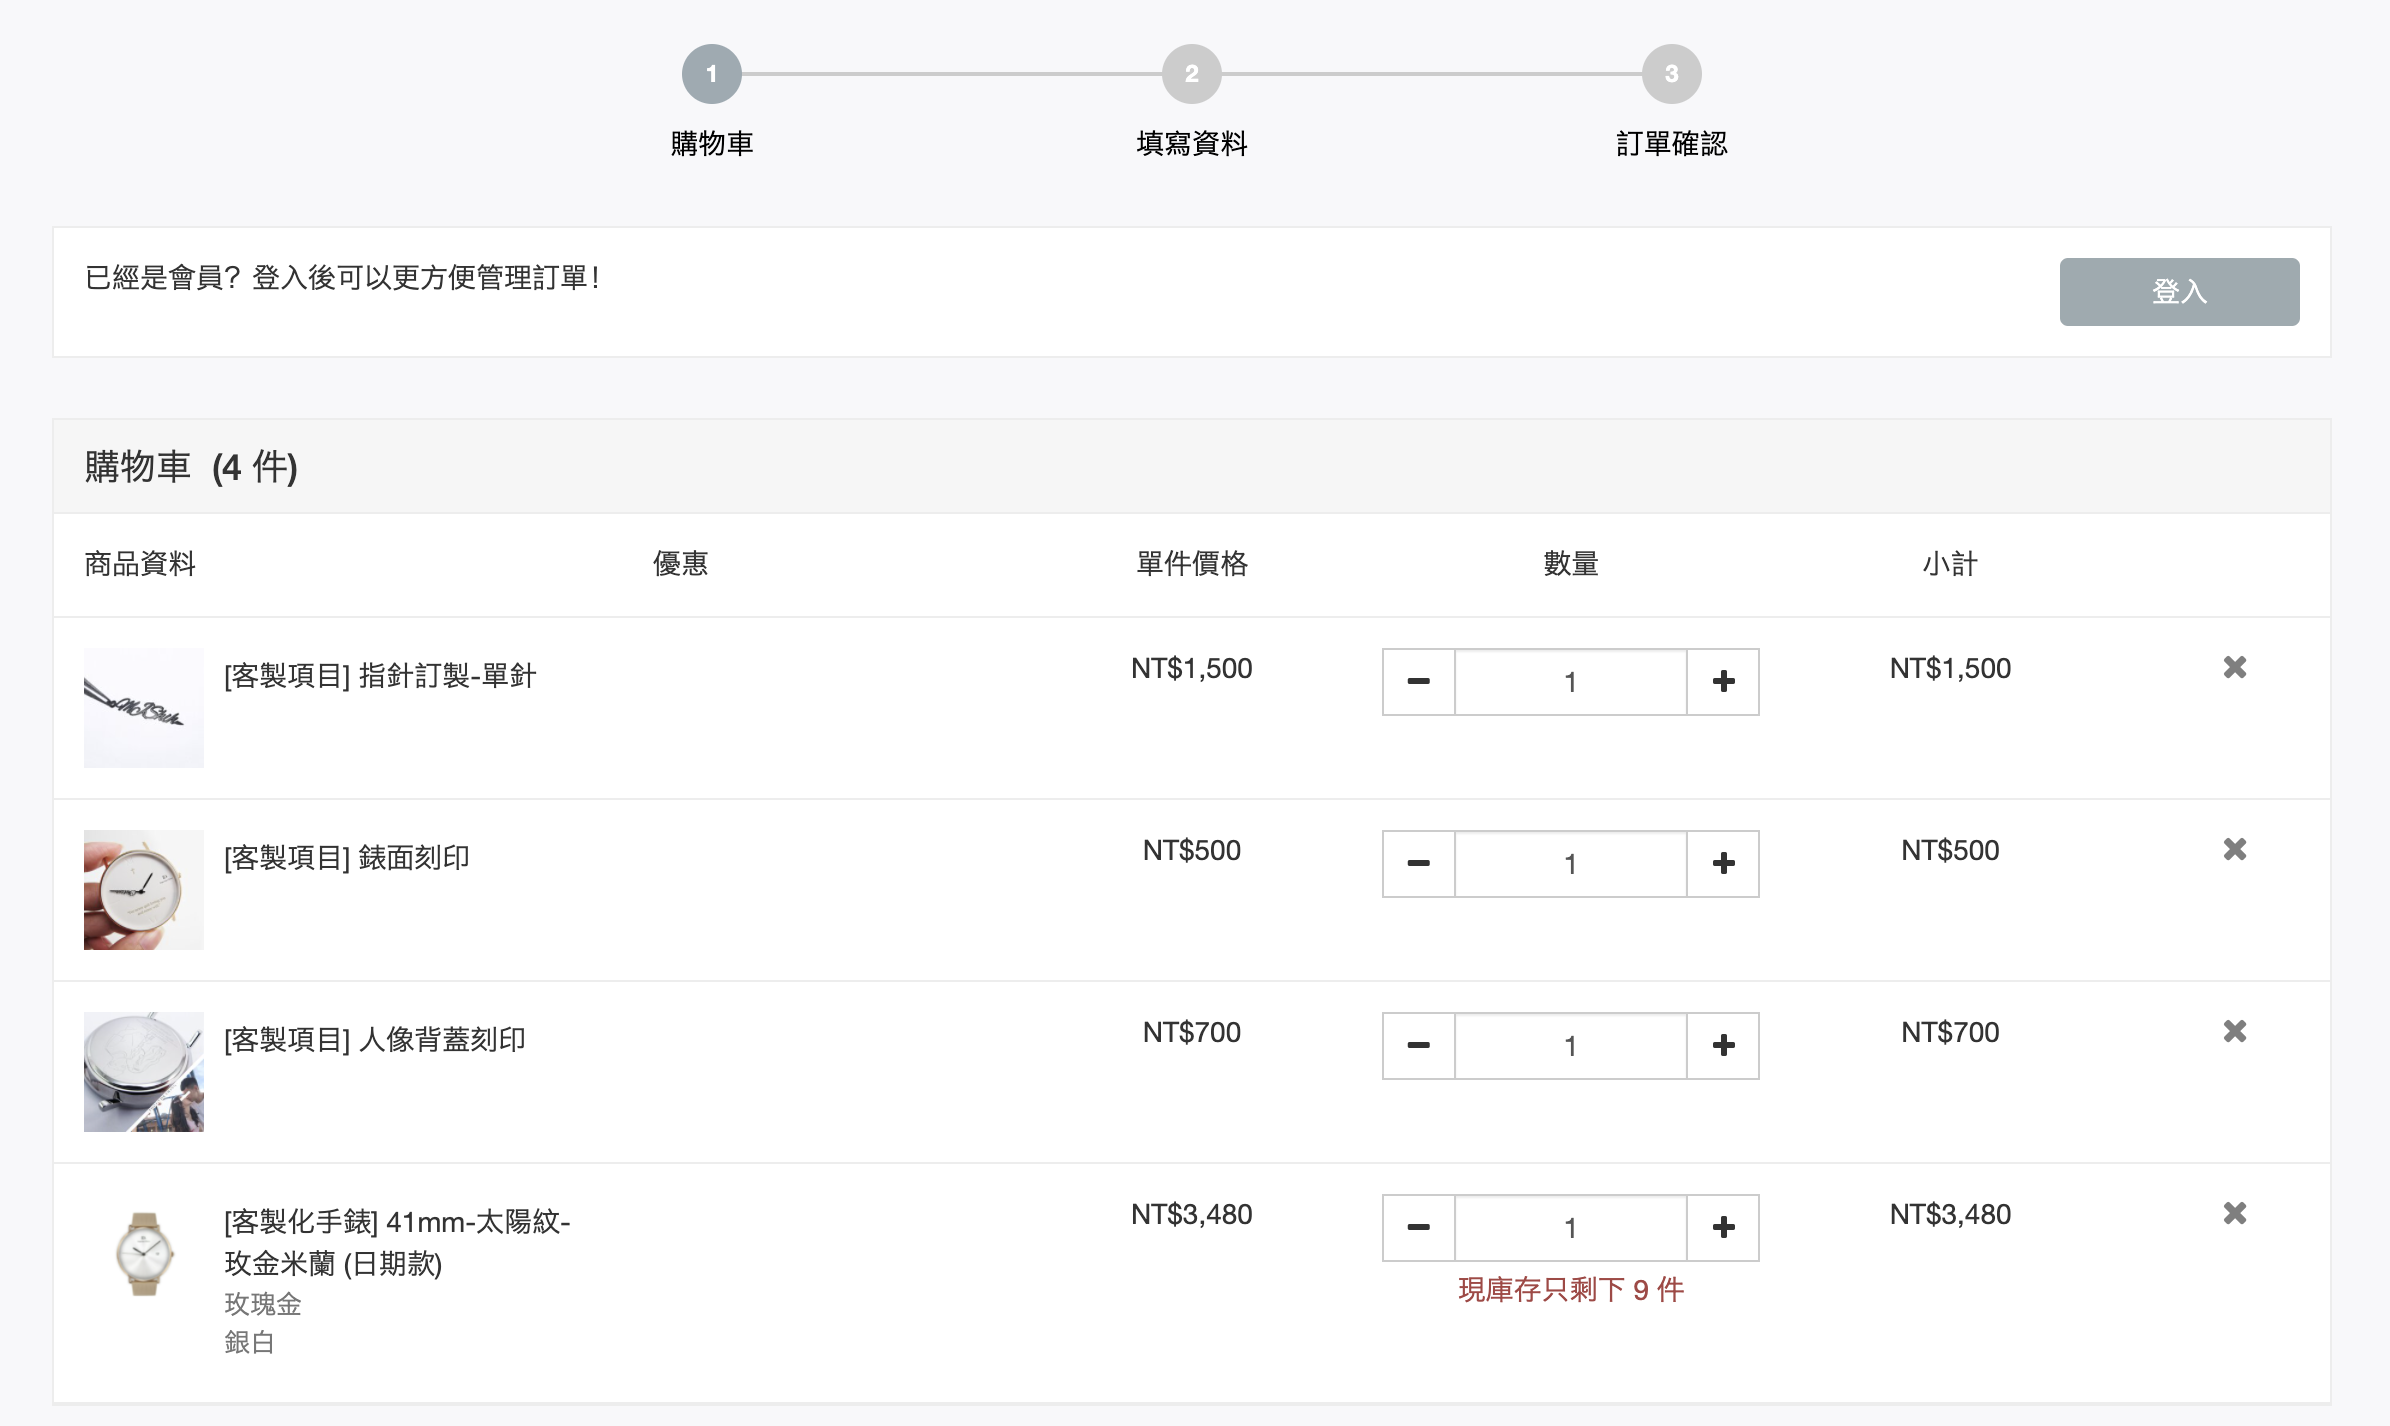 1
2
3
購物車
填寫資料
訂單確認
已經是會員？登入後可以更方便管理訂單！
登入
購物車 (4 件)
商品資料
優惠
單件價格
數量
小計
[客製項目] 指針訂製-單針
NT$1,500
1
NT$1,500
[客製項目] 錶面刻印
NT$500
1
NT$500
[客製項目] 人像背蓋刻印
NT$700
1
NT$700
[客製化手錶] 41mm-太陽紋-
玫金米蘭 (日期款)
玫瑰金
銀白
NT$3,480
1
現庫存只剩下 9 件
NT$3,480